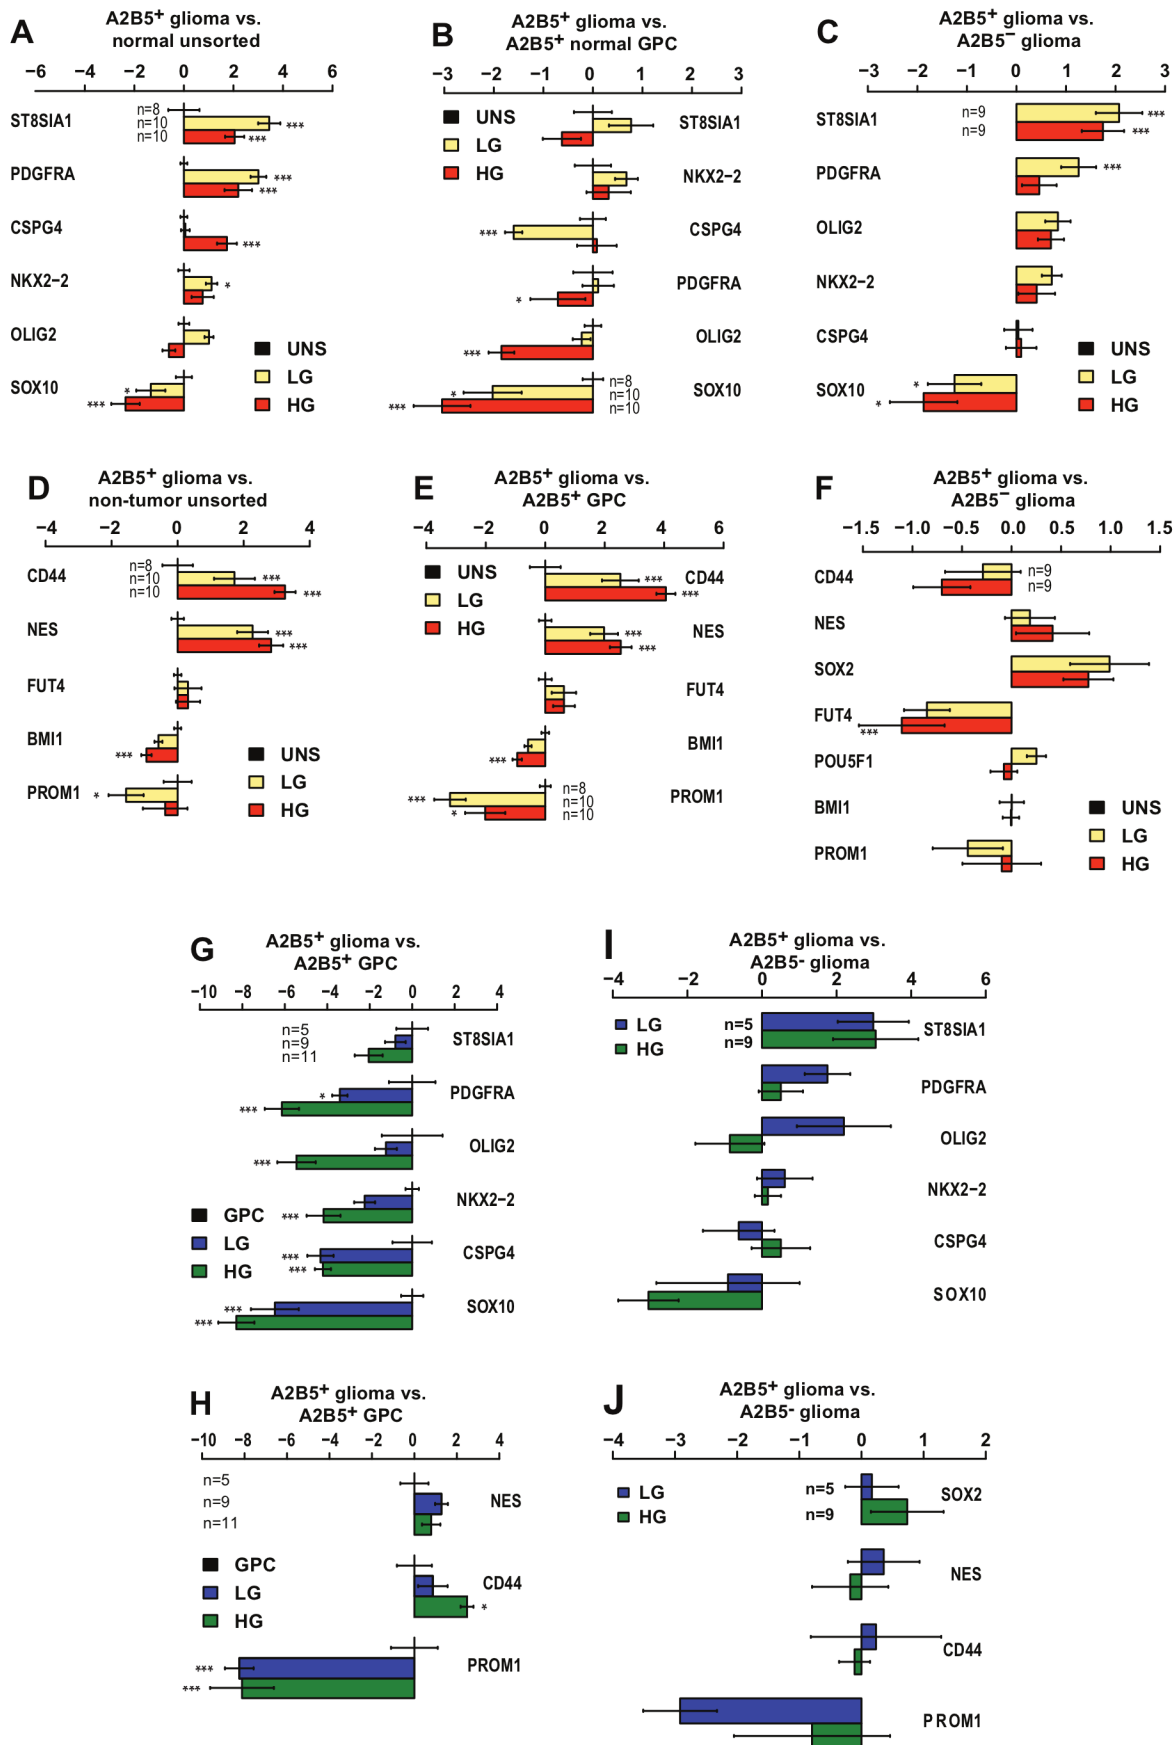 A
A2B5+ glioma vs.
normal unsorted
−6 −4 −2 0 2 4 6
ST8SIA1
n=8
n=10
n=10
***
***
PDGFRA
***
***
CSPG4
***
NKX2−2
*
OLIG2
SOX10
*
***
UNS
LG
HG
B
A2B5+ glioma vs.
A2B5+ normal GPC
−3 −2 −1 0 1 2 3
UNS
LG
HG
ST8SIA1
NKX2−2
***
CSPG4
PDGFRA
*
OLIG2
***
SOX10
n=8
n=10
n=10
*
***
C
A2B5+ glioma vs.
A2B5− glioma
−3 −2 −1 0 1 2 3
ST8SIA1
n=9
n=9
***
***
PDGFRA
***
OLIG2
NKX2−2
CSPG4
SOX10
*
*
UNS
LG
HG
D
A2B5+ glioma vs.
non-tumor unsorted
−4 −2 0 2 4
CD44
n=8
n=10
n=10
***
***
NES
***
***
FUT4
BMI1
***
PROM1
*
UNS
LG
HG
E
A2B5+ glioma vs.
A2B5+ GPC
−4 −2 0 2 4 6
UNS
LG
HG
CD44
***
***
NES
***
***
FUT4
BMI1
***
PROM1
n=8
n=10
n=10
***
*
F
A2B5+ glioma vs.
A2B5− glioma
−1.5 −1.0 −0.5 0.0 0.5 1.0 1.5
CD44
n=9
n=9
NES
SOX2
FUT4
***
POU5F1
BMI1
PROM1
UNS
LG
HG
G
A2B5+ glioma vs.
A2B5+ GPC
−10 −8 −6 −4 −2 0 2 4
n=5
n=9
n=11
ST8SIA1
PDGFRA
*
***
OLIG2
***
NKX2−2
***
CSPG4
***
***
SOX10
***
***
GPC
LG
HG
I
A2B5+ glioma vs.
A2B5- glioma
−4 −2 0 2 4 6
LG
HG
n=5
n=9
ST8SIA1
PDGFRA
OLIG2
NKX2−2
CSPG4
SOX10
H
A2B5+ glioma vs.
A2B5+ GPC
−10 −8 −6 −4 −2 0 2 4
n=5
n=9
n=11
NES
GPC
LG
HG
CD44
*
PROM1
***
***
J
A2B5+ glioma vs.
A2B5- glioma
−4 −3 −2 −1 0 1 2
LG
HG
n=5
n=9
SOX2
NES
CD44
PROM1